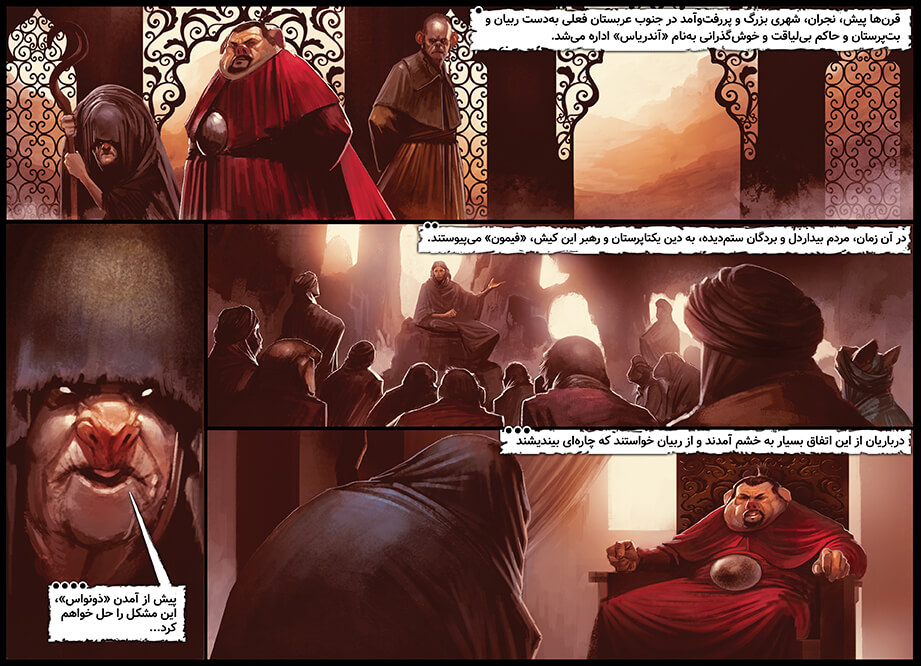 قرن‌ها پیش، نجران، شهری بزرگ و پررفت‌وآمد در جنوب عربستان فعلی به‌دست ربیان و
بت‌پرستان و حاکم بی‌لیاقت و خوش‌گذرانی به‌نام «آندریاس» اداره می‌شد.
در آن زمان، مردم بیداردل و بردگان ستم‌دیده، به دین یکتاپرستان و رهبر این کیش، «فیمون» می‌پیوستند.
درباریان از این اتفاق بسیار به خشم آمدند و از ربیان خواستند که چاره‌ای بیندیشند
پیش از آمدن «ذونواس»،
این مشکل را حل خواهم
کرد...